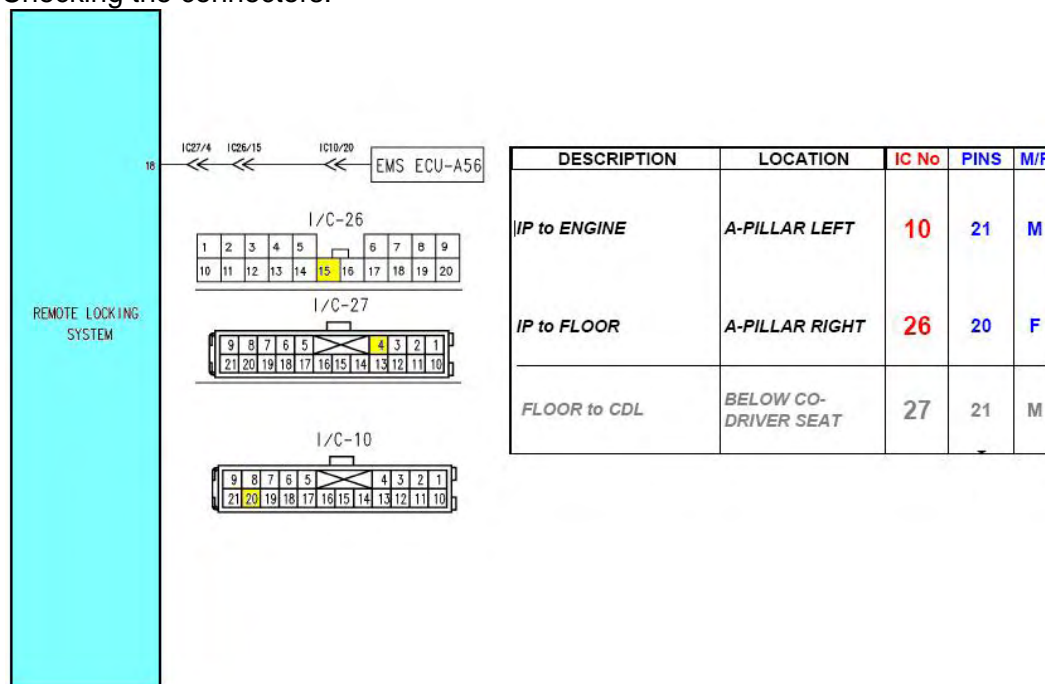 Checking the connectors:
REMOTE LOCKING
SYSTEM
18
IC27/4 IC26/15 IC10/20
EMS ECU-A56
I/C-26
1 2 3 4 5 6 7 8 9
10 11 12 13 14 15 16 17 18 19 20
I/C-27
9 8 7 6 5 4 3 2 1
21 20 19 18 17 16 15 14 13 12 11 10
I/C-10
9 8 7 6 5 4 3 2 1
21 20 19 18 17 16 15 14 13 12 11 10
DESCRIPTION LOCATION IC No PINS M/F
IP to ENGINE A-PILLAR LEFT 10 21 M
IP to FLOOR A-PILLAR RIGHT 26 20 F
FLOOR to CDL BELOW CO-
DRIVER SEAT 27 21 M